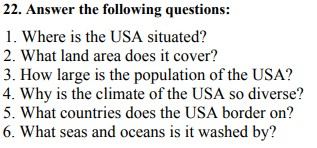 22. Answer the following questions:
1. Where is the USA situated?
2. What land area does it cover?
3. How large is the population of the USA?
4. Why is the climate of the USA so diverse?
5. What countries does the USA border on?
6. What seas and oceans is it washed by?